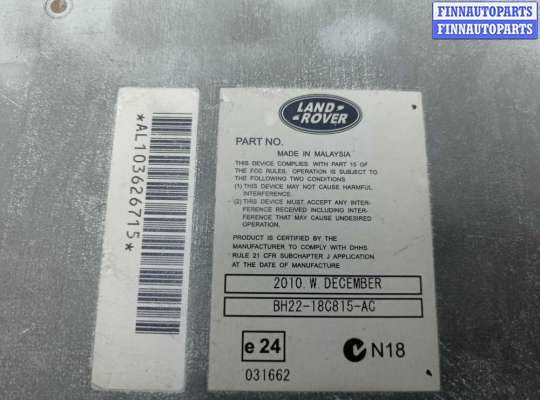 FINNAUTOPARTS
FINNAUTOPARTS
*AL1036266715*
LAND
ROVER
PART NO.
MADE IN MALAYSIA
THIS DEVICE COMPLIES WITH PART 15 OF
THE FCC RULES. OPERATION IS SUBJECT TO
THE FOLLOWING TWO CONDITIONS
(1) THIS DEVICE MAY NOT CAUSE HARMFUL
INTERFERENCE.
(2) THIS DEVICE MUST ACCEPT ANY INTER-
FERENCE RECEIVED INCLUDING INTER-
FERENCE THAT MAY CAUSE UNDESIRED
OPERATION.
PRODUCT IS CERTIFIED BY THE
MANUFACTURER TO COMPLY WITH DHHS
RULE 21 CFR SUBCHAPTER J APPLICATION
AT THE DATE OF MANUFACTURE
2010. W. DECEMBER
BH22-18C815-AC
e 24
N18
031662